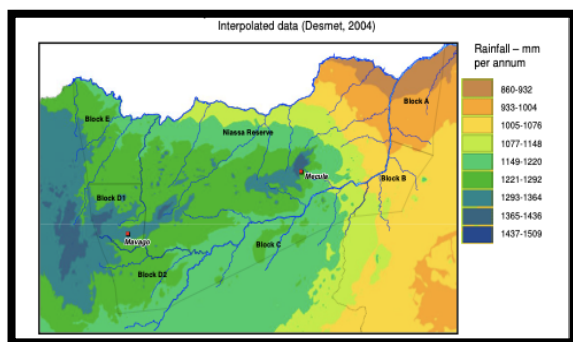 Interpolated data (Desmet, 2004)
Rainfall – mm
per annum
860-932
933-1004
1005-1076
1077-1148
1149-1220
1221-1292
1293-1364
1365-1436
1437-1509
Block A
Block E
Niassa Reserve
Mecula
Block B
Block D1
Mavago
Block C
Block D2